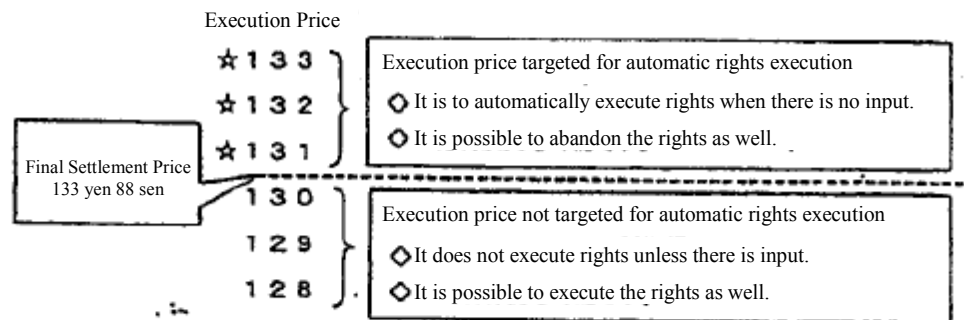 Execution Price
☆133
☆132
☆131
Execution price targeted for automatic rights execution
◇ It is to automatically execute rights when there is no input.
◇ It is possible to abandon the rights as well.
Final Settlement Price
133 yen 88 sen
130
129
128
Execution price not targeted for automatic rights execution
◇ It does not execute rights unless there is input.
◇ It is possible to execute the rights as well.